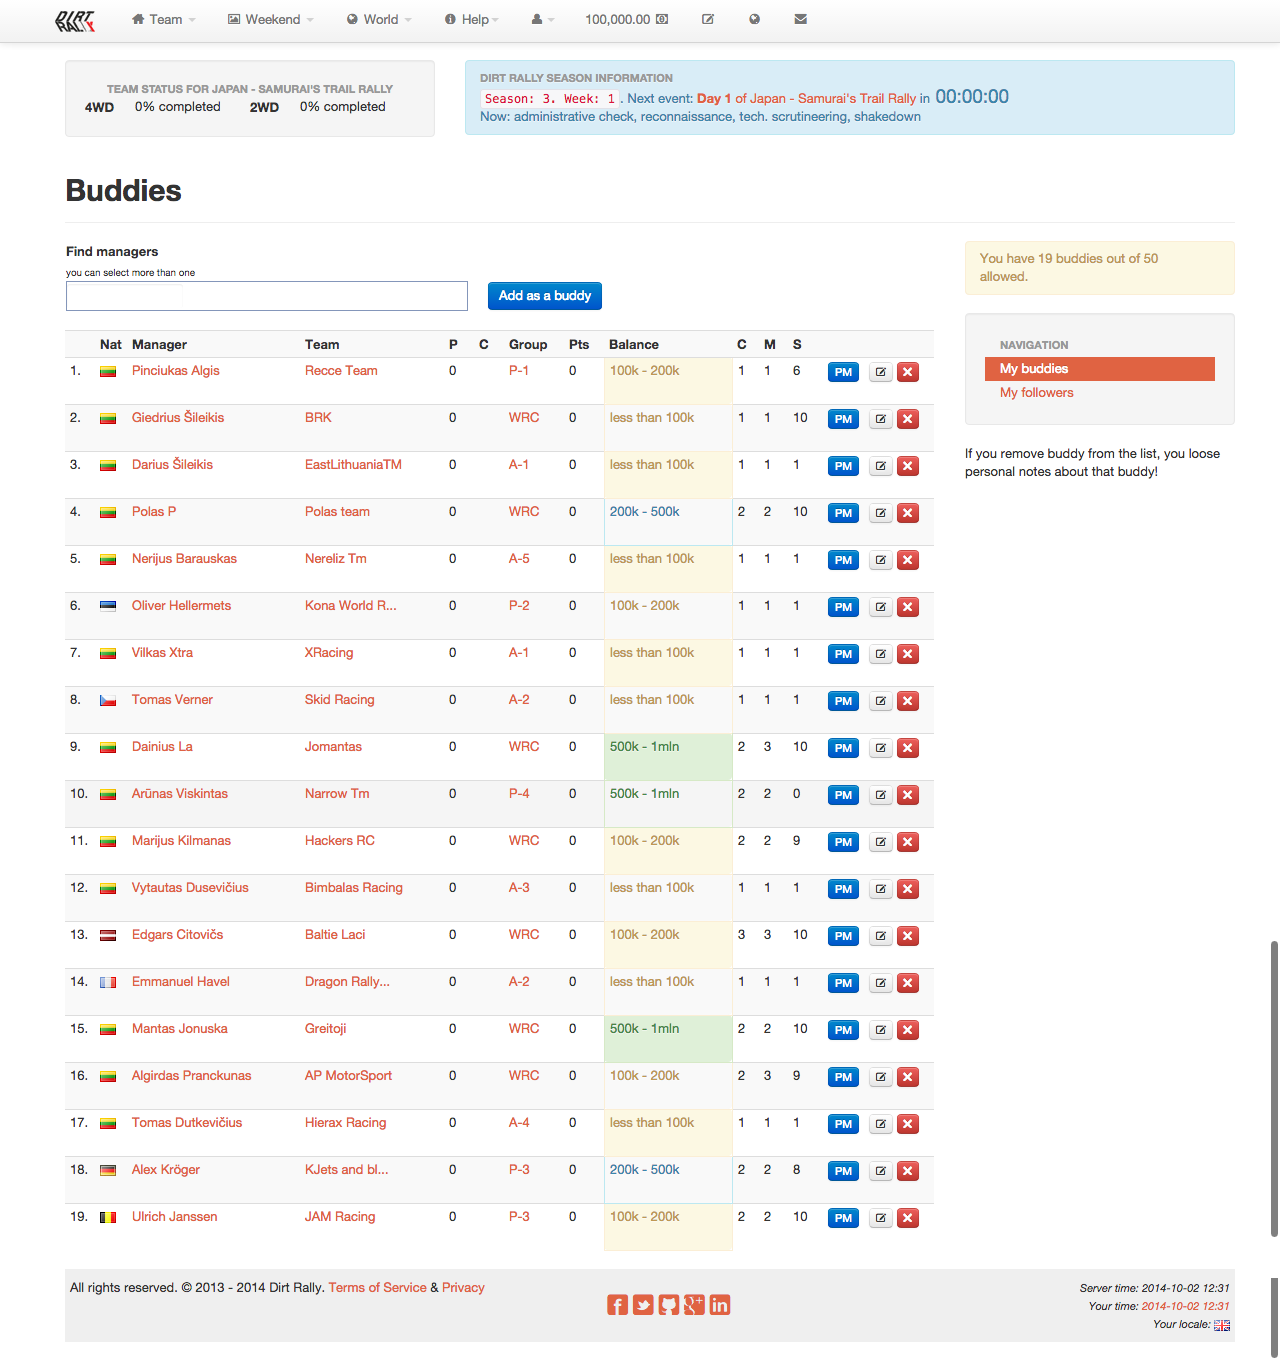 DIRT RALLY Team Weekend World Help 100,000.00
TEAM STATUS FOR JAPAN - SAMURAI'S TRAIL RALLY
4WD 0% completed 2WD 0% completed
DIRT RALLY SEASON INFORMATION
Season: 3. Week: 1 . Next event: Day 1 of Japan - Samurai's Trail Rally in 00:00:00
Now: administrative check, reconnaissance, tech. scrutineering, shakedown
Buddies
Find managers
you can select more than one
Add as a buddy
Nat Manager Team P C Group Pts Balance C M S
1. Pinciukas Algis Recce Team 0 P-1 0 100k - 200k 1 1 6 PM
2. Giedrius Šileikis BRK 0 WRC 0 less than 100k 1 1 10 PM
3. Darius Šileikis EastLithuaniaTM 0 A-1 0 less than 100k 1 1 1 PM
4. Polas P Polas team 0 WRC 0 200k - 500k 2 2 10 PM
5. Nerijus Barauskas Nereliz Tm 0 A-5 0 less than 100k 1 1 1 PM
6. Oliver Hellermets Kona World R... 0 P-2 0 100k - 200k 1 1 1 PM
7. Vilkas Xtra XRacing 0 A-1 0 less than 100k 1 1 1 PM
8. Tomas Verner Skid Racing 0 A-2 0 less than 100k 1 1 1 PM
9. Dainius La Jomantas 0 WRC 0 500k - 1mln 2 3 10 PM
10. Arūnas Viskintas Narrow Tm 0 P-4 0 500k - 1mln 2 2 0 PM
11. Marijus Kilmanas Hackers RC 0 WRC 0 100k - 200k 2 2 9 PM
12. Vytautas Dusevičius Bimbalas Racing 0 A-3 0 less than 100k 1 1 1 PM
13. Edgars Citovičs Baltie Laci 0 WRC 0 100k - 200k 3 3 10 PM
14. Emmanuel Havel Dragon Rally... 0 A-2 0 less than 100k 1 1 1 PM
15. Mantas Jonuska Greitoji 0 WRC 0 500k - 1mln 2 2 10 PM
16. Algirdas Pranckunas AP MotorSport 0 WRC 0 100k - 200k 2 3 9 PM
17. Tomas Dutkevičius Hierax Racing 0 A-4 0 less than 100k 1 1 1 PM
18. Alex Kröger KJets and bl... 0 P-3 0 200k - 500k 2 2 8 PM
19. Ulrich Janssen JAM Racing 0 P-3 0 100k - 200k 2 2 10 PM
You have 19 buddies out of 50
allowed.
NAVIGATION
My buddies
My followers
If you remove buddy from the list, you loose
personal notes about that buddy!
All rights reserved. © 2013 - 2014 Dirt Rally. Terms of Service & Privacy
Server time: 2014-10-02 12:31
Your time: 2014-10-02 12:31
Your locale: